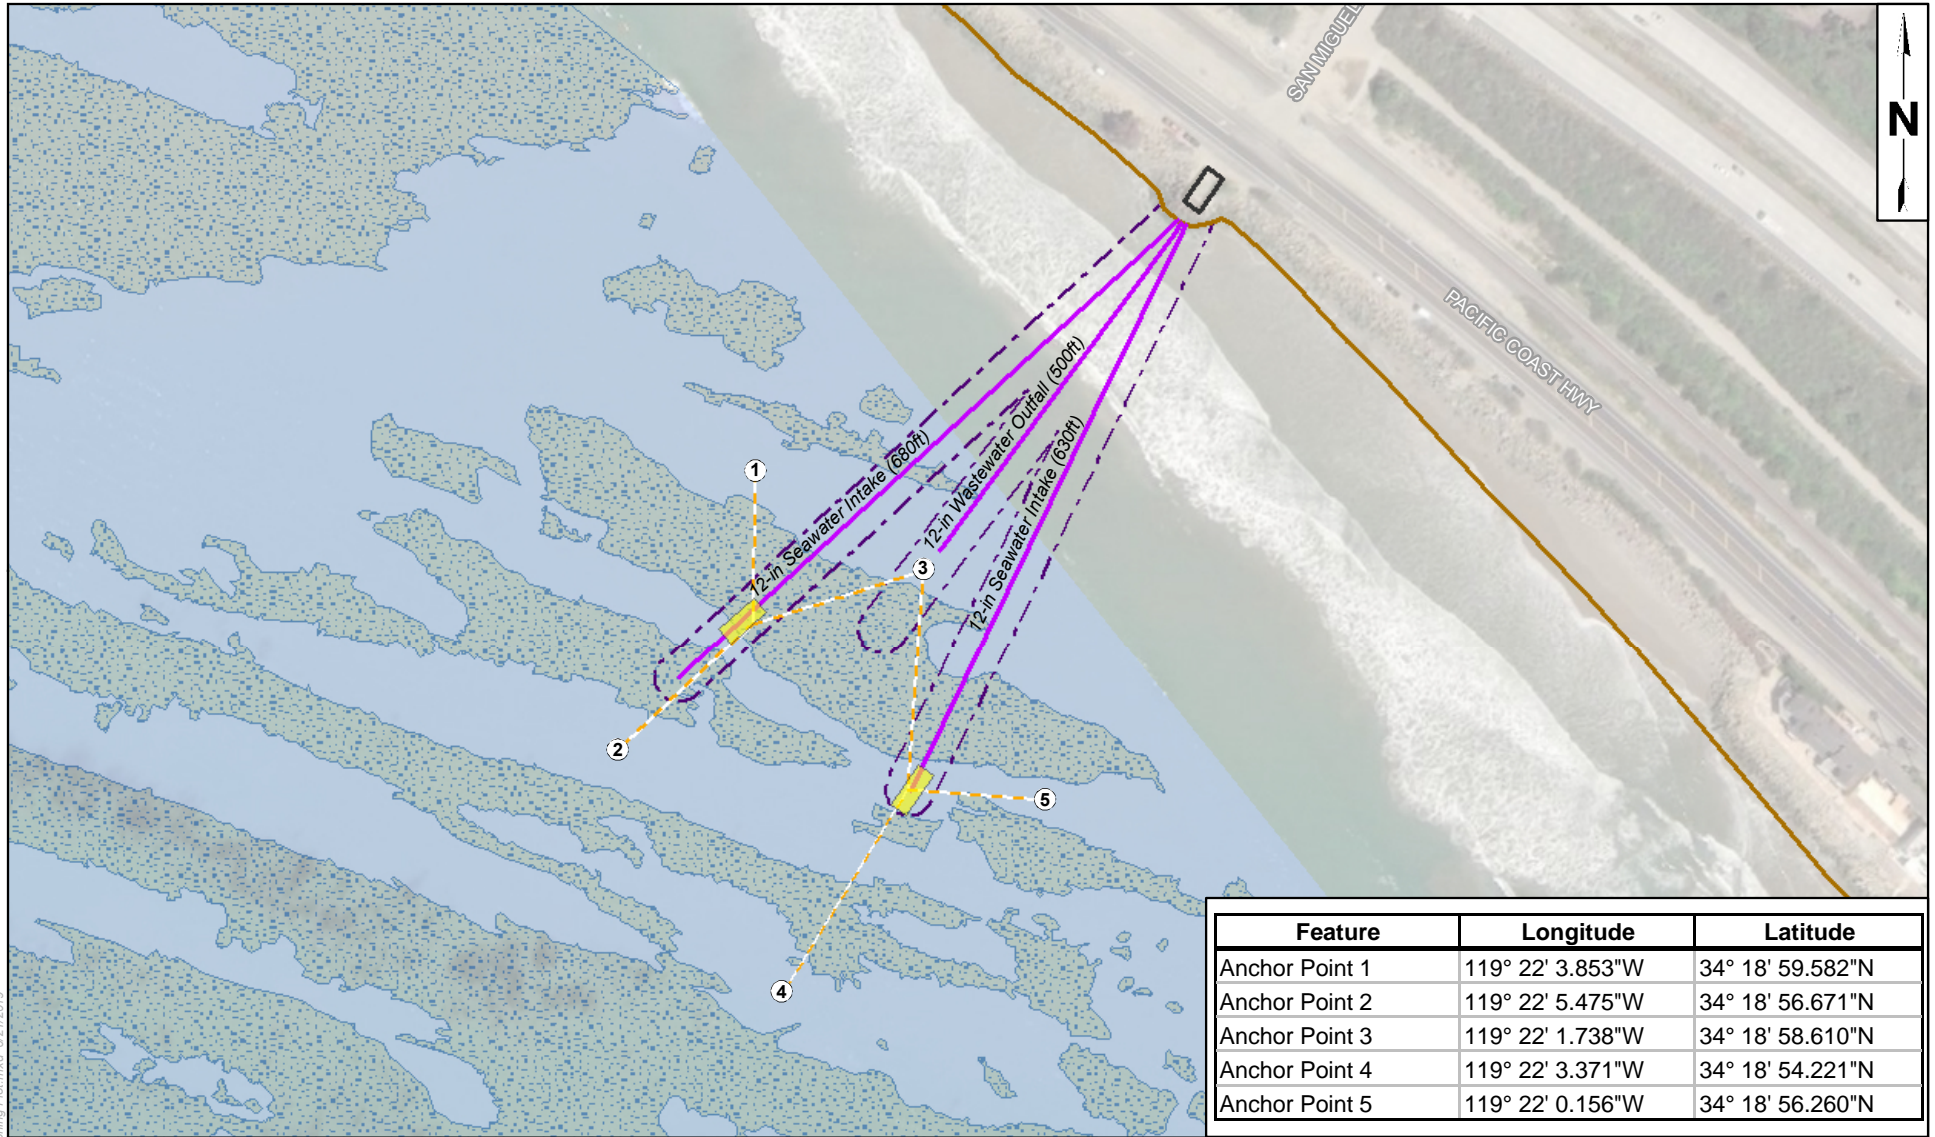 SAN MIGUEL
N
PACIFIC COAST HWY
12-in Seawater Intake (680ft)
12-in Wastewater Outfall (500ft)
12-in Seawater Intake (630ft)
1
3
2
5
4
Feature Longitude Latitude
Anchor Point 1 119° 22' 3.853"W 34° 18' 59.582"N
Anchor Point 2 119° 22' 5.475"W 34° 18' 56.671"N
Anchor Point 3 119° 22' 1.738"W 34° 18' 58.610"N
Anchor Point 4 119° 22' 3.371"W 34° 18' 54.221"N
Anchor Point 5 119° 22' 0.156"W 34° 18' 56.260"N